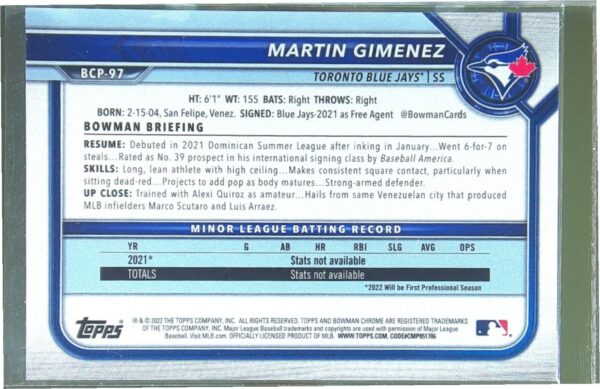 MARTIN GIMENEZ
BCP-97
TORONTO BLUE JAYS® | SS
HT: 6'1" WT: 155 BATS: Right THROWS: Right
BORN: 2-15-04, San Felipe, Venez. SIGNED: Blue Jays-2021 as Free Agent @BowmanCards
BOWMAN BRIEFING
RESUME: Debuted in 2021 Dominican Summer League after inking in January...Went 6-for-7 on
steals...Rated as No. 39 prospect in his international signing class by Baseball America.
SKILLS: Long, lean athlete with high ceiling...Makes consistent square contact, particularly when
sitting dead-red...Projects to add pop as body matures...Strong-armed defender.
UP CLOSE: Trained with Alexi Quiroz as amateur...Hails from same Venezuelan city that produced
MLB infielders Marco Scutaro and Luis Arraez.
MINOR LEAGUE BATTING RECORD
YR G AB HR RBI SLG AVG OPS
2021* Stats not available
TOTALS Stats not available
*2022 Will be First Professional Season
topps
® & © 2022 THE TOPPS COMPANY, INC. ALL RIGHTS RESERVED. TOPPS AND BOWMAN CHROME ARE REGISTERED TRADEMARKS
OF THE TOPPS COMPANY, INC. Major League Baseball trademarks and copyrights are used with permission of Major League
Baseball. Visit MLB.com. OFFICIALLY LICENSED PRODUCT OF MLB. WWW.TOPPS.COM. CODE#CMP051706